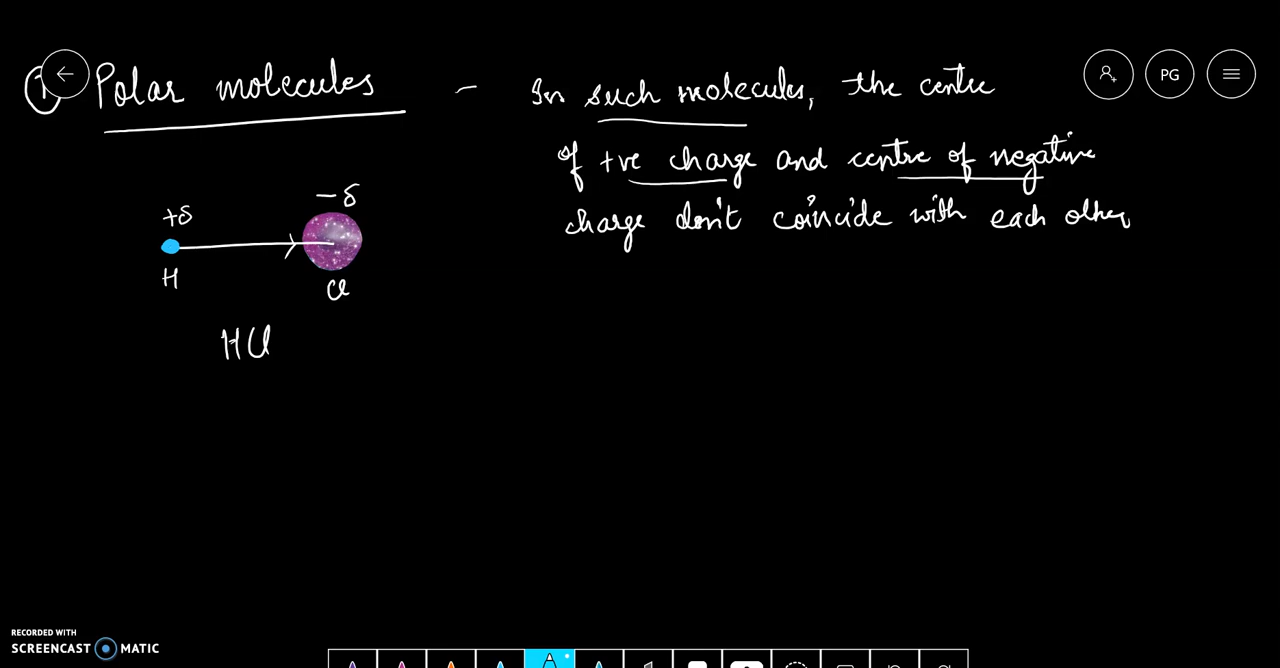 ① Polar molecules - In such molecules, the centre
of +ve charge and centre of negative
charge don't coincide with each other
+δ
-δ
H
Cl
HCl
PG
RECORDED WITH
SCREENCAST MATIC